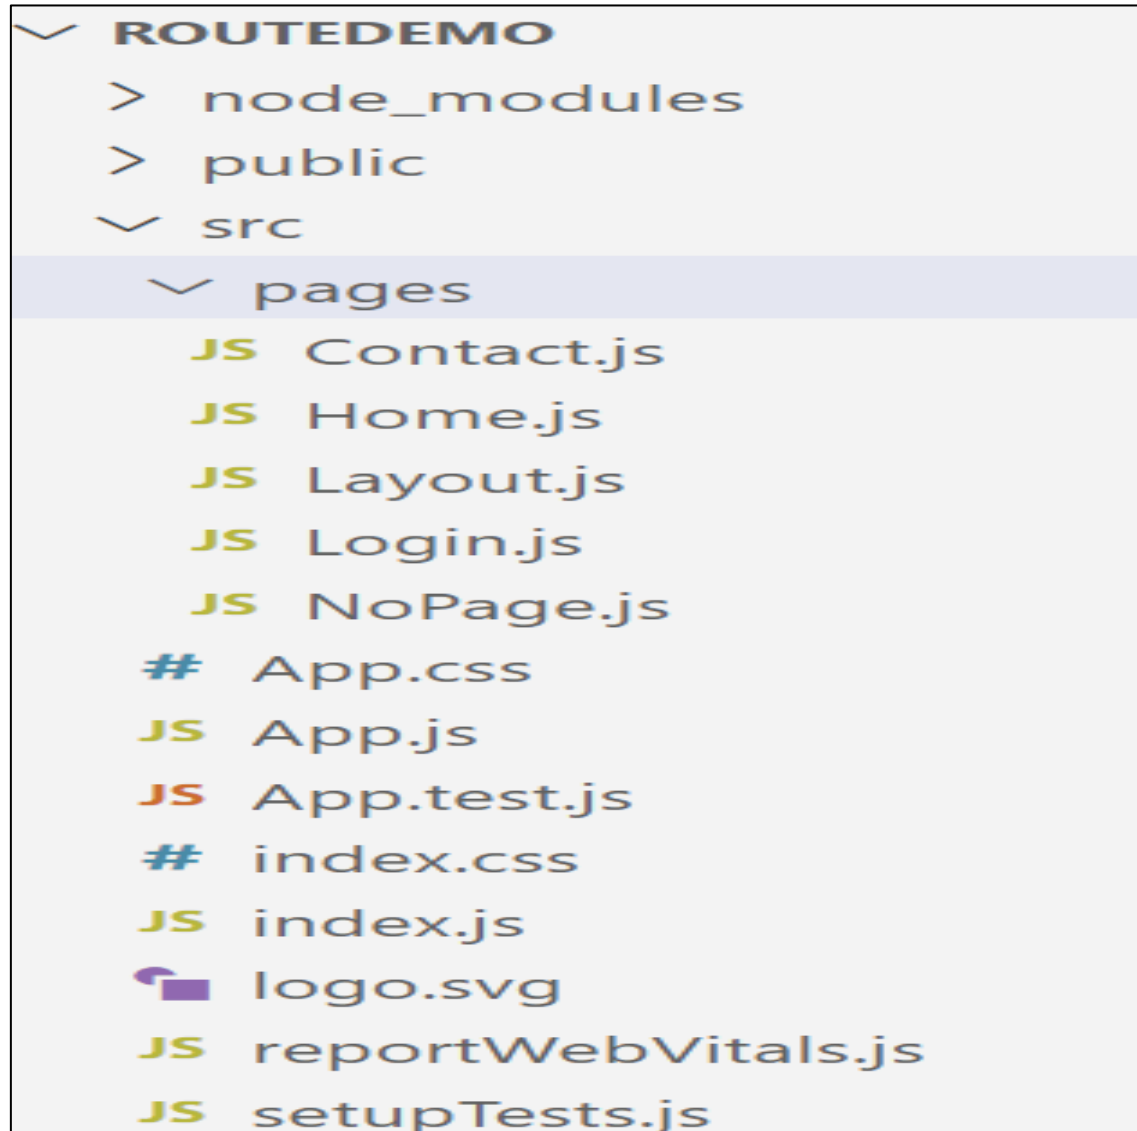 ROUTEDEMO
node_modules
public
src
pages
JS Contact.js
JS Home.js
JS Layout.js
JS Login.js
JS NoPage.js
# App.css
JS App.js
JS App.test.js
# index.css
JS index.js
logo.svg
JS reportWebVitals.js
JS setupTests.js